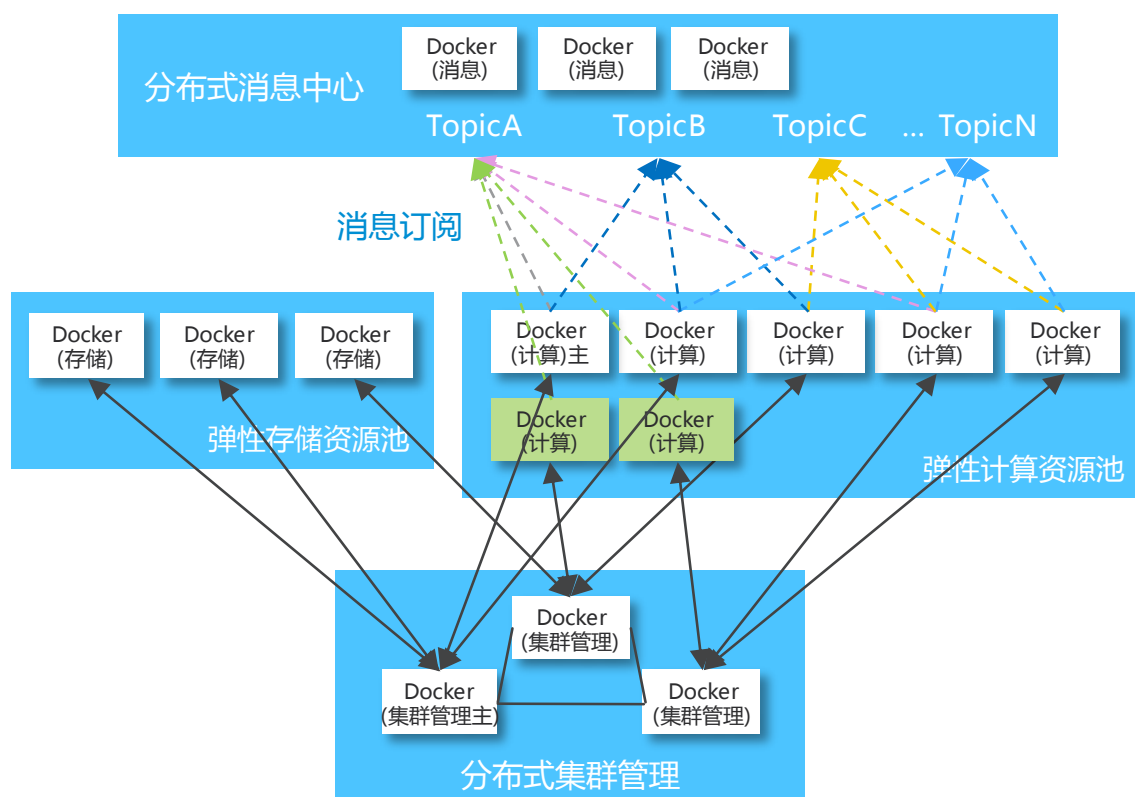 Docker
(消息)
Docker
(消息)
Docker
(消息)
分布式消息中心
TopicA
TopicB
TopicC
...
TopicN
消息订阅
Docker
(存储)
Docker
(存储)
Docker
(存储)
弹性存储资源池
Docker
(计算)主
Docker
(计算)
Docker
(计算)
Docker
(计算)
Docker
(计算)
Docker
(计算)
Docker
(计算)
弹性计算资源池
Docker
(集群管理)
Docker
(集群管理主)
Docker
(集群管理)
分布式集群管理